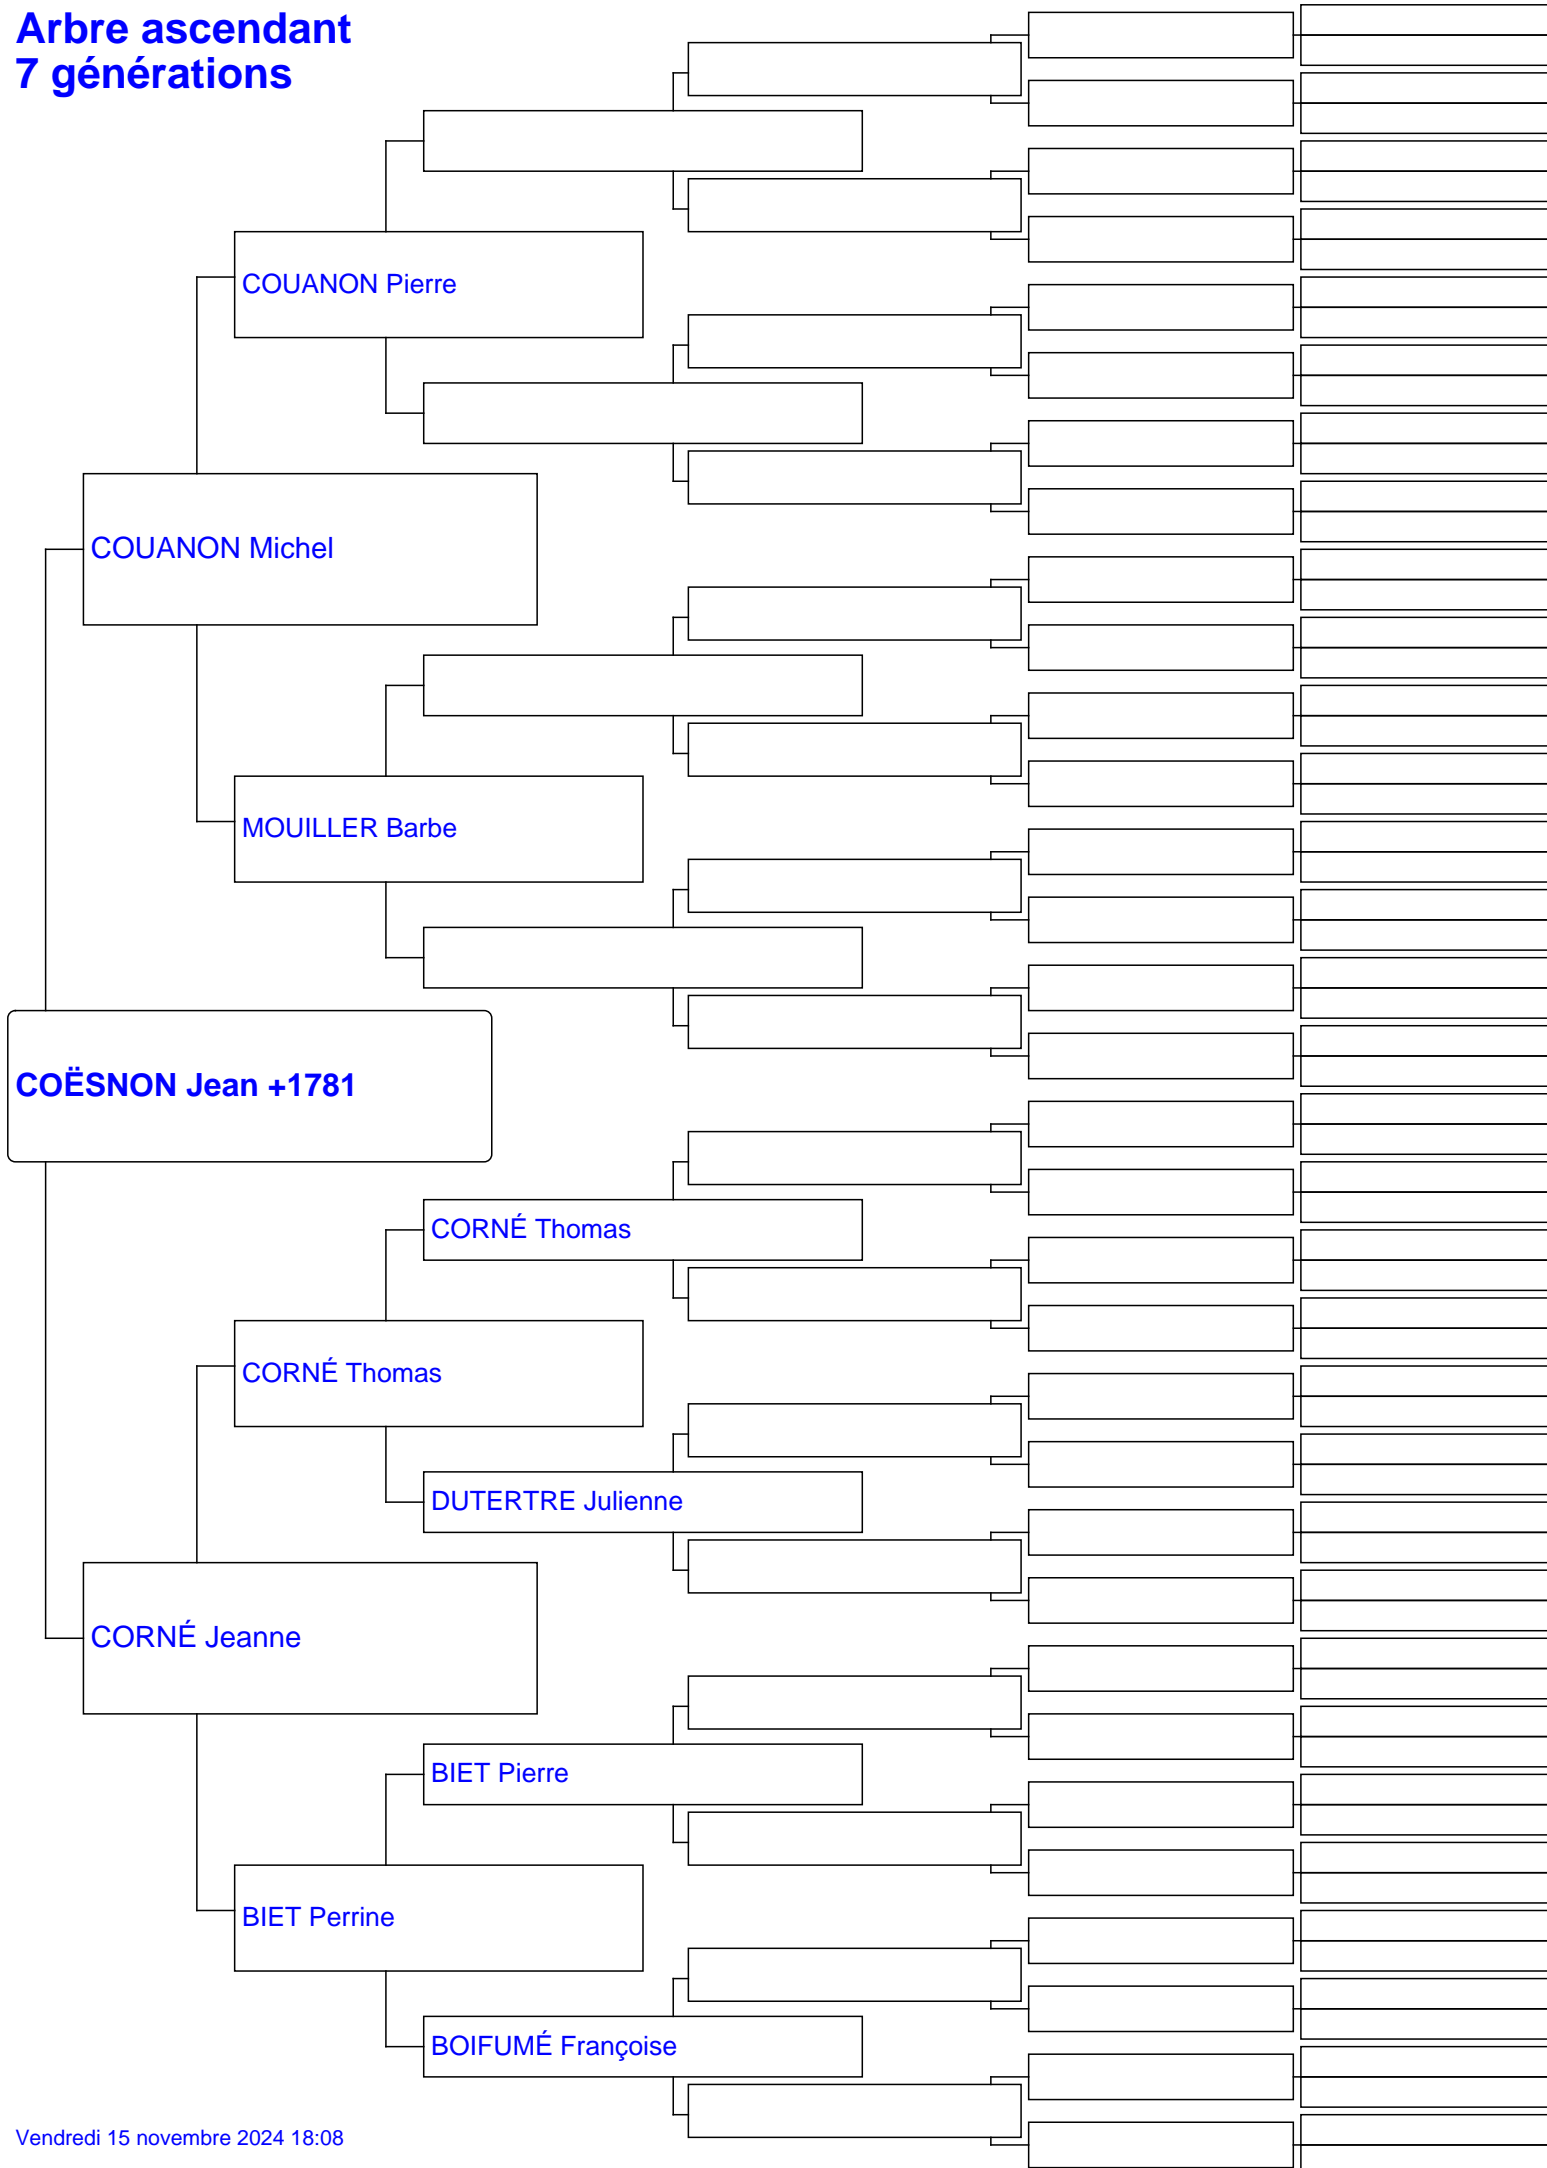 Arbre ascendant
7 générations
COUANON Pierre
COUANON Michel
MOUILLER Barbe
COËSNON Jean +1781
CORNÉ Thomas
CORNÉ Thomas
DUTERTRE Julienne
CORNÉ Jeanne
BIET Pierre
BIET Perrine
BOIFUMÉ Françoise
Vendredi 15 novembre 2024 18:08